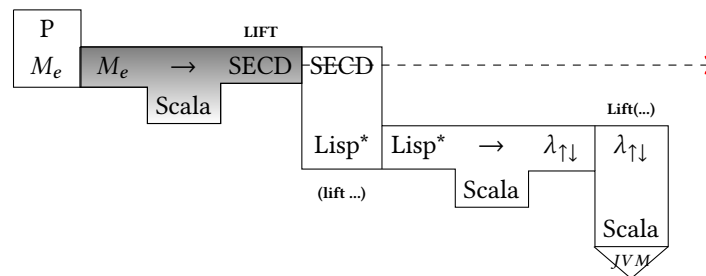 LIFT
P
M_e M_e → SECD SECD
Scala
Lift(...)
Lisp* Lisp* → λ↑↓ λ↑↓
(lift ...) Scala
Scala
JVM